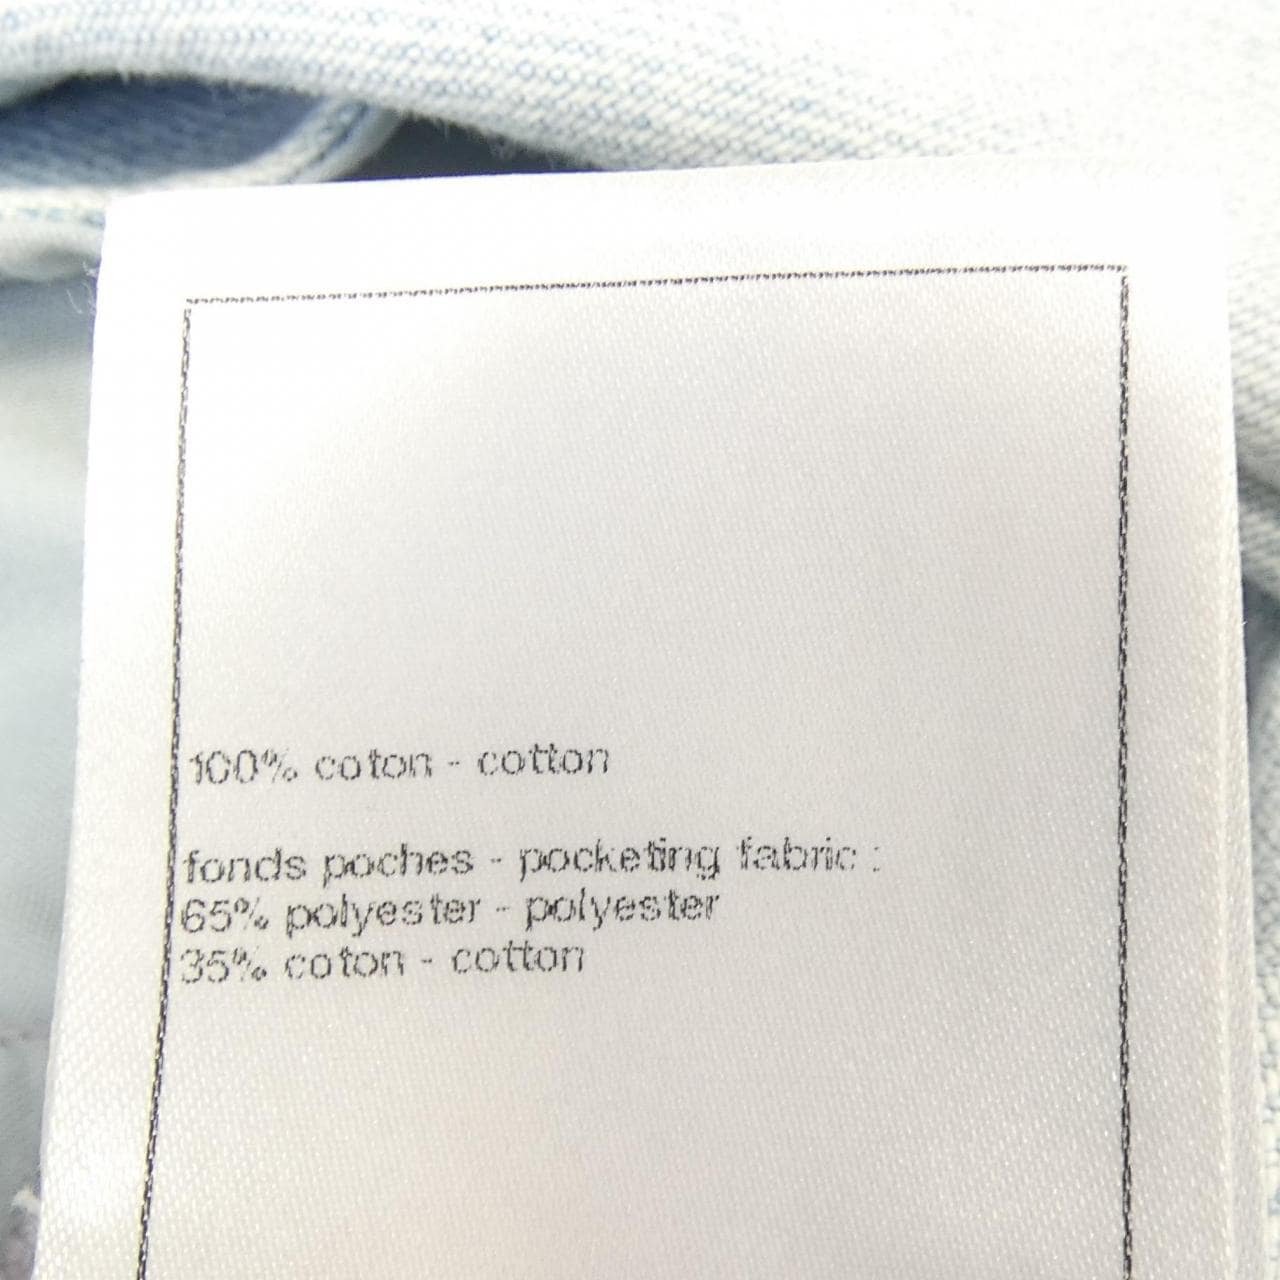 100% coton - cotton
fonds poches - pocketing fabric :
65% polyester - polyester
35% coton - cotton